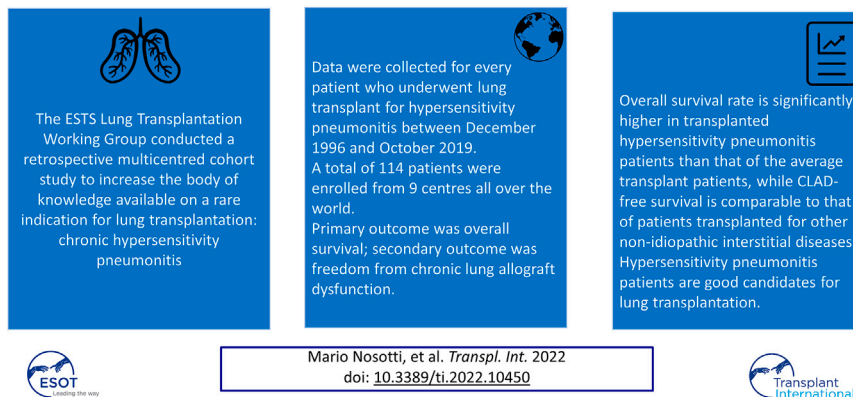 The ESTS Lung Transplantation
Working Group conducted a
retrospective multicentred cohort
study to increase the body of
knowledge available on a rare
indication for lung transplantation:
chronic hypersensitivity
pneumonitis
Data were collected for every
patient who underwent lung
transplant for hypersensitivity
pneumonitis between December
1996 and October 2019.
A total of 114 patients were
enrolled from 9 centres all over the
world.
Primary outcome was overall
survival; secondary outcome was
freedom from chronic lung allograft
dysfunction.
Overall survival rate is significantly
higher in transplanted
hypersensitivity pneumonitis
patients than that of the average
transplant patients, while CLAD-
free survival is comparable to that
of patients transplanted for other
non-idiopathic interstitial diseases
Hypersensitivity pneumonitis
patients are good candidates for
lung transplantation.
ESOT
Leading the way
Mario Nosotti, et al. Transpl. Int. 2022
doi: 10.3389/ti.2022.10450
Transplant
International